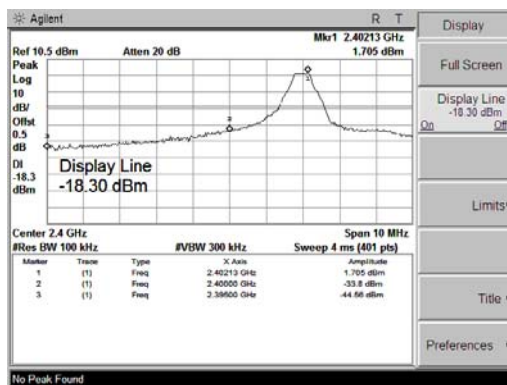 Agilent
R T
Mkr1 2.40213 GHz
Ref 10.5 dBm
Atten 20 dB
1.705 dBm
Peak
Log
10
dB/
Offst
0.5
dB
DI
-18.3
dBm
1
2
3
Display Line
-18.30 dBm
Center 2.4 GHz
Span 10 MHz
#Res BW 100 kHz
#VBW 300 kHz
Sweep 4 ms (401 pts)
Marker Trace Type X Axis Amplitude
1 (1) Freq 2.40213 GHz 1.705 dBm
2 (1) Freq 2.40000 GHz -33.8 dBm
3 (1) Freq 2.39500 GHz -44.56 dBm
No Peak Found
Display
Full Screen
Display Line
-18.30 dBm
On Off
Limits
Title
Preferences